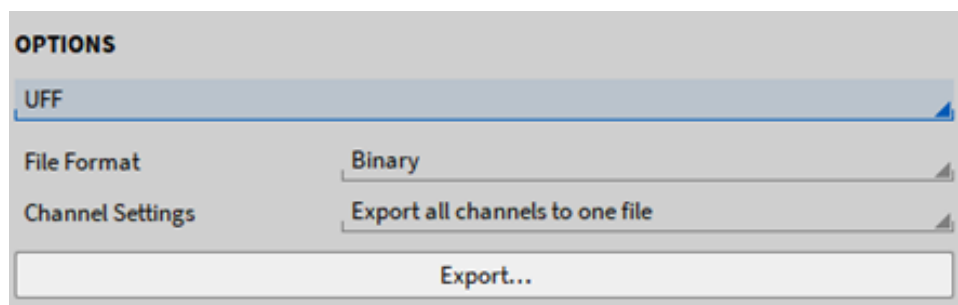 OPTIONS
UFF
File Format Binary
Channel Settings Export all channels to one file
Export...